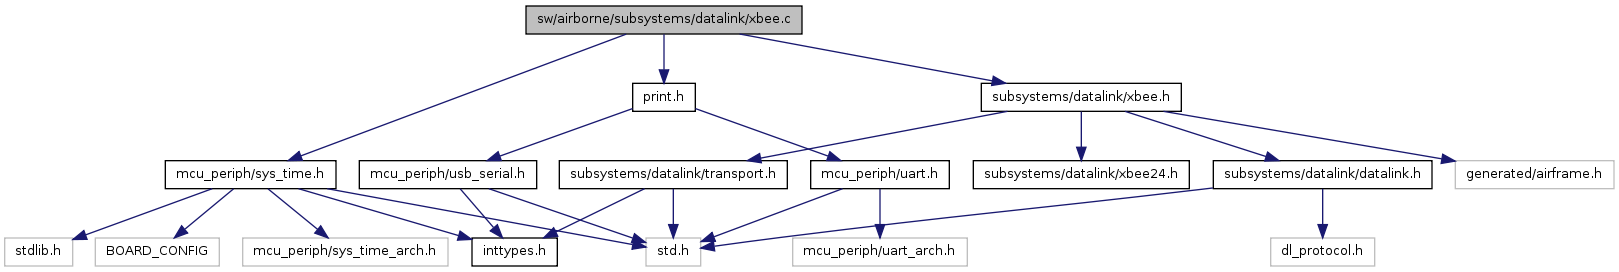 sw/airborne/subsystems/datalink/xbee.c
print.h
subsystems/datalink/xbee.h
mcu_periph/sys_time.h
mcu_periph/usb_serial.h
subsystems/datalink/transport.h
mcu_periph/uart.h
subsystems/datalink/xbee24.h
subsystems/datalink/datalink.h
generated/airframe.h
stdlib.h
BOARD_CONFIG
mcu_periph/sys_time_arch.h
inttypes.h
std.h
mcu_periph/uart_arch.h
dl_protocol.h